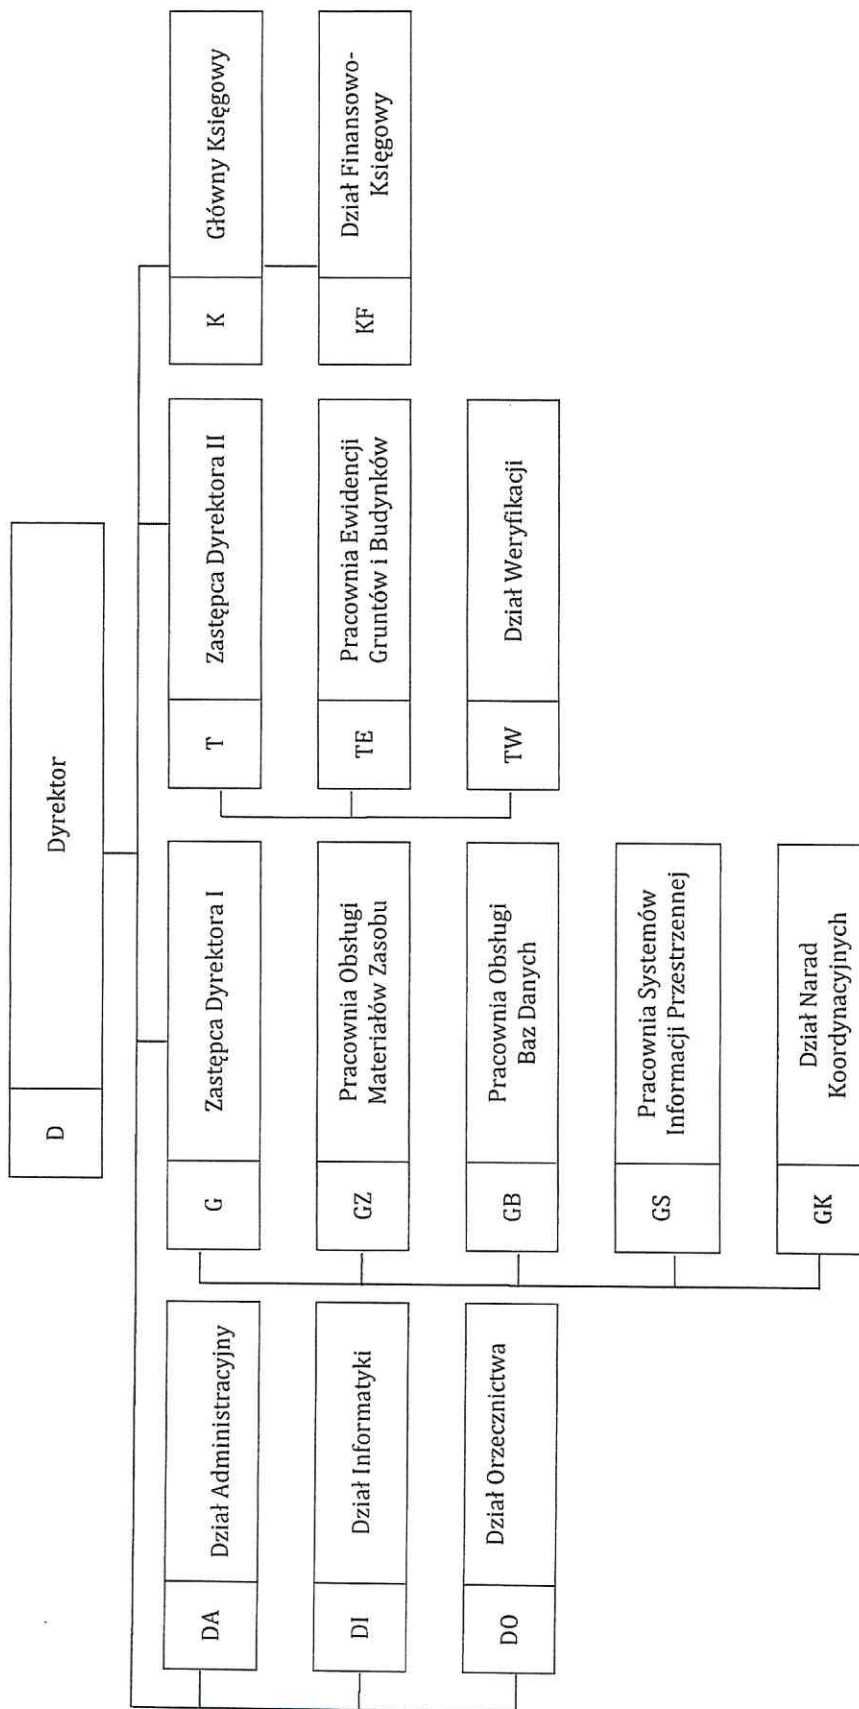 D
Dyrektor
DA
Dział Administracyjny
DI
Dział Informatyki
DO
Dział Orzecznictwa
G
Zastępca Dyrektora I
GZ
Pracownia Obsługi
Materiałów Zasobu
GB
Pracownia Obsługi
Baz Danych
GS
Pracownia Systemów
Informacji Przestrzennej
GK
Dział Narad
Koordynacyjnych
T
Zastępca Dyrektora II
TE
Pracownia Ewidencji
Gruntów i Budynków
TW
Dział Weryfikacji
K
Główny Księgowy
KF
Dział Finansowo-
Księgowy